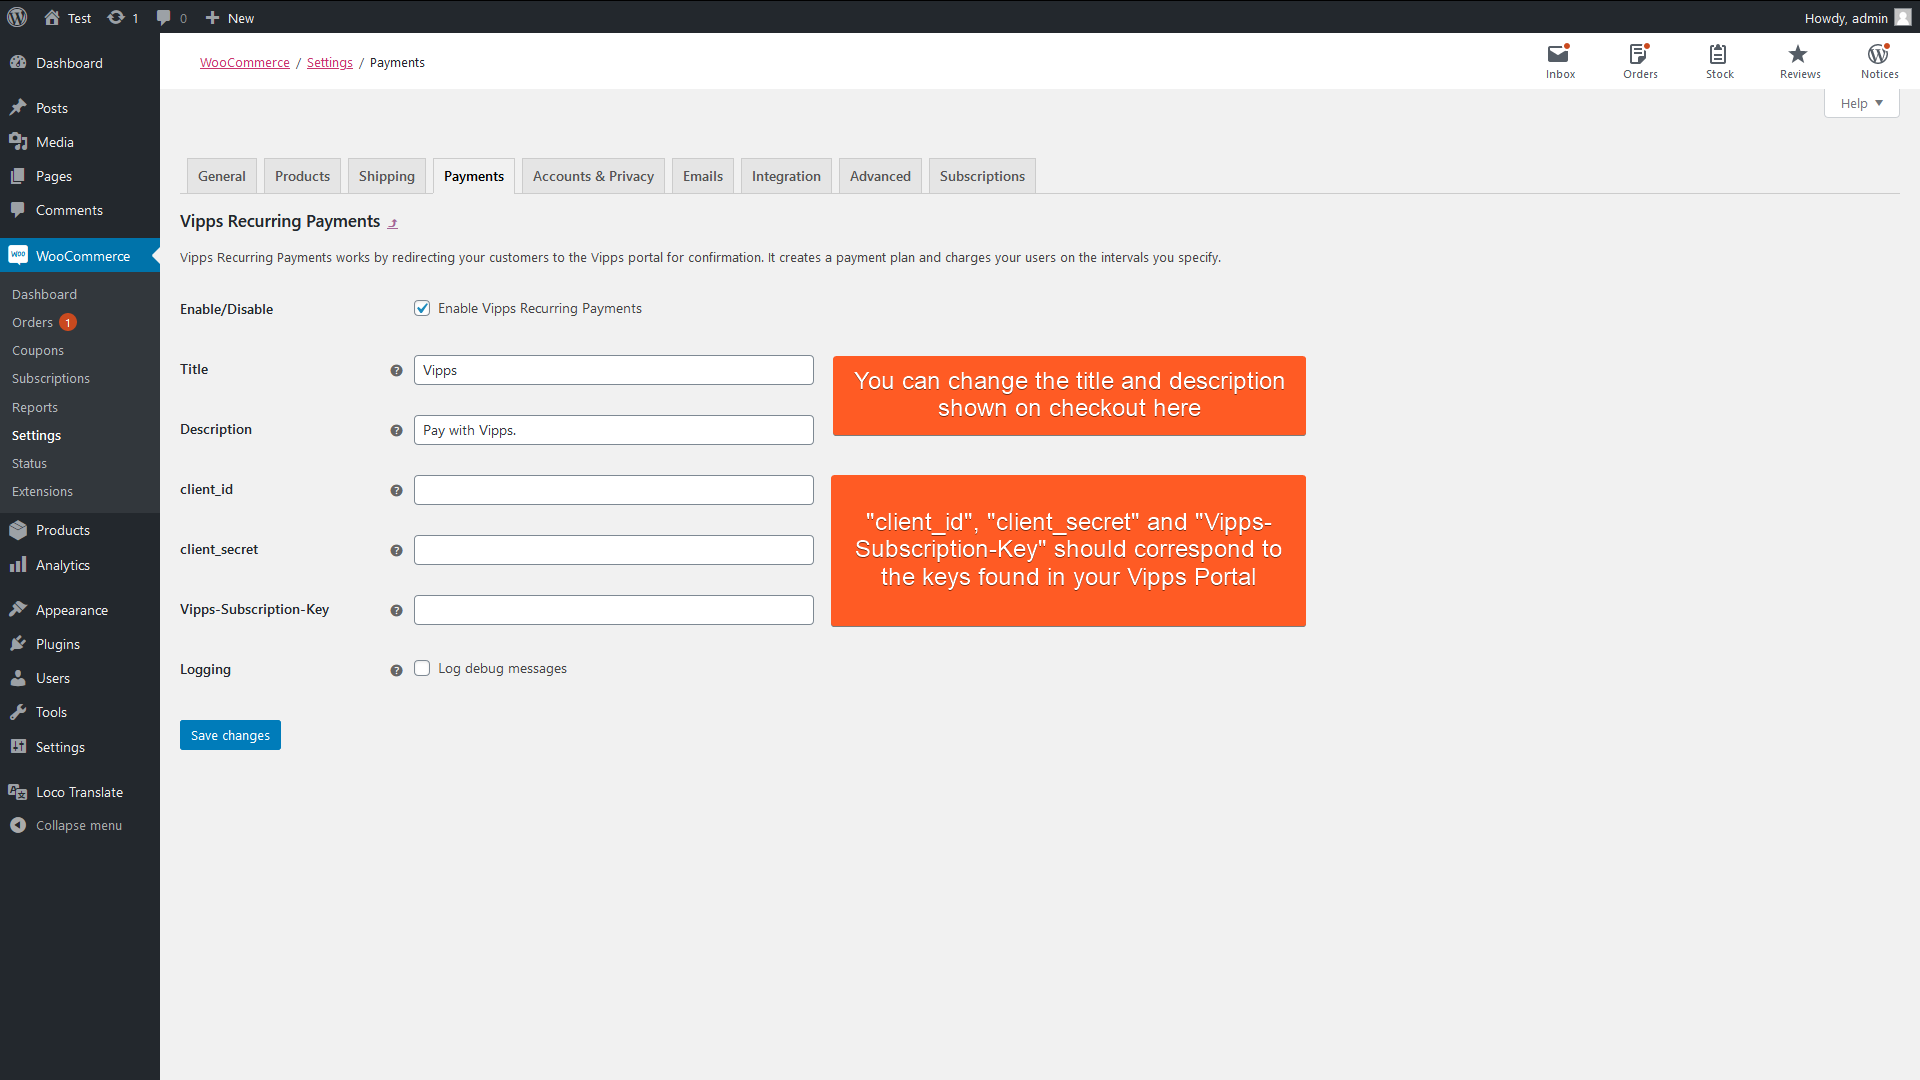 Test
1
0
New
Howdy, admin
Dashboard
Posts
Media
Pages
Comments
WooCommerce
Dashboard
Orders 1
Coupons
Subscriptions
Reports
Settings
Status
Extensions
Products
Analytics
Appearance
Plugins
Users
Tools
Settings
Loco Translate
Collapse menu
WooCommerce / Settings / Payments
Inbox
Orders
Stock
Reviews
Notices
Help
General
Products
Shipping
Payments
Accounts & Privacy
Emails
Integration
Advanced
Subscriptions
Vipps Recurring Payments
Vipps Recurring Payments works by redirecting your customers to the Vipps portal for confirmation. It creates a payment plan and charges your users on the intervals you specify.
Enable/Disable
Enable Vipps Recurring Payments
Title
Vipps
You can change the title and description
shown on checkout here
Description
Pay with Vipps.
client_id
client_secret
Vipps-Subscription-Key
"client_id", "client_secret" and "Vipps-
Subscription-Key" should correspond to
the keys found in your Vipps Portal
Logging
Log debug messages
Save changes